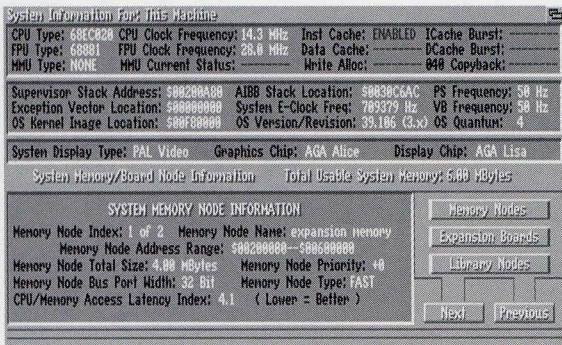 System Information For: This Machine
CPU Type: 68EC020 CPU Clock Frequency: 14.3 MHz Inst Cache: ENABLED ICache Burst: -------
FPU Type: 68881 FPU Clock Frequency: 28.0 MHz Data Cache: ------- DCache Burst: -------
MMU Type: NONE MMU Current Status: ------- Write Alloc: ------- 040 Copyback: -------
Supervisor Stack Address: $00200A80 AIBB Stack Location: $0030C6AC PS Frequency: 50 Hz
Exception Vector Location: $00000000 System E-Clock Freq: 709379 Hz VB Frequency: 50 Hz
OS Kernel Image Location: $00F80000 OS Version/Revision: 39.106 (3.x) OS Quantum: 4
System Display Type: PAL Video Graphics Chip: AGA Alice Display Chip: AGA Lisa
System Memory/Board Node Information Total Usable System Memory: 6.00 MBytes
SYSTEM MEMORY NODE INFORMATION
Memory Node Index: 1 of 2 Memory Node Name: expansion memory
Memory Node Address Range: $00200000--$00600000
Memory Node Total Size: 4.00 MBytes Memory Node Priority: +0
Memory Node Bus Port Width: 32 Bit Memory Node Type: FAST
CPU/Memory Access Latency Index: 4.1 ( Lower = Better )
Memory Nodes
Expansion Boards
Library Nodes
Next Previous